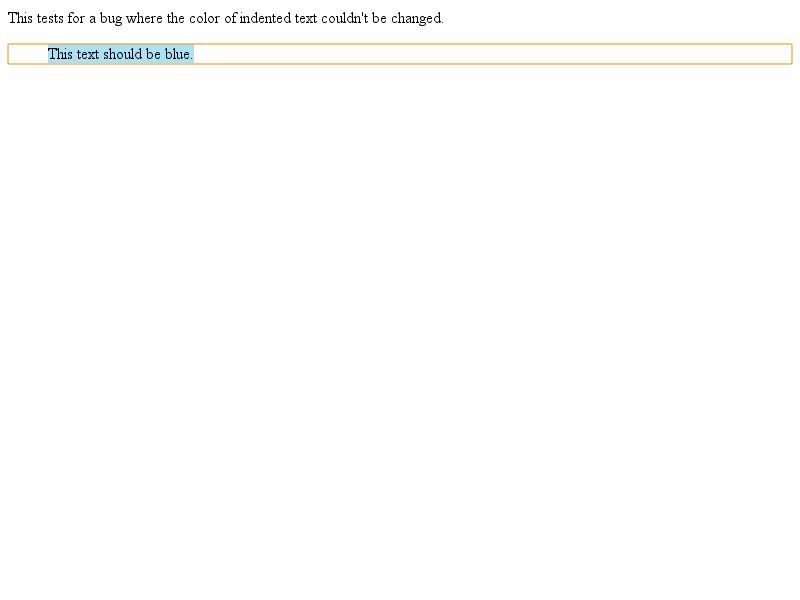 This tests for a bug where the color of indented text couldn't be changed.
This text should be blue.